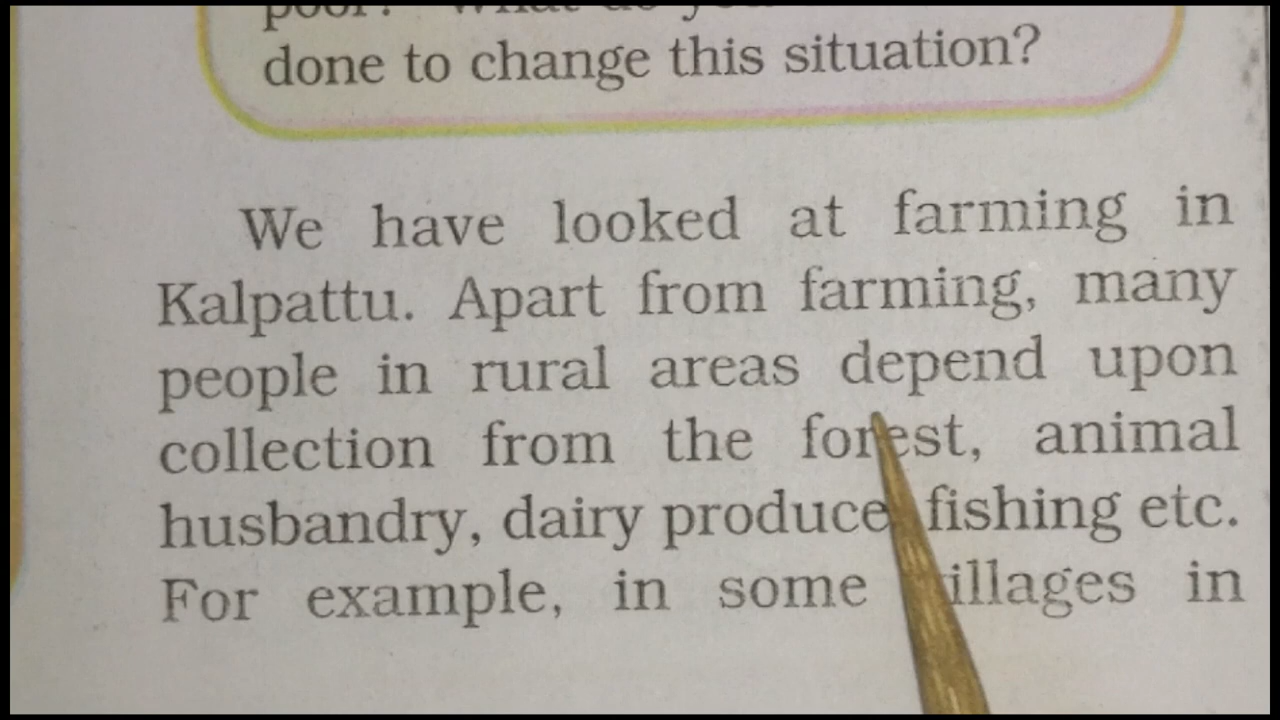 done to change this situation?
We have looked at farming in
Kalpattu. Apart from farming, many
people in rural areas depend upon
collection from the forest, animal
husbandry, dairy produce fishing etc.
For example, in some villages in